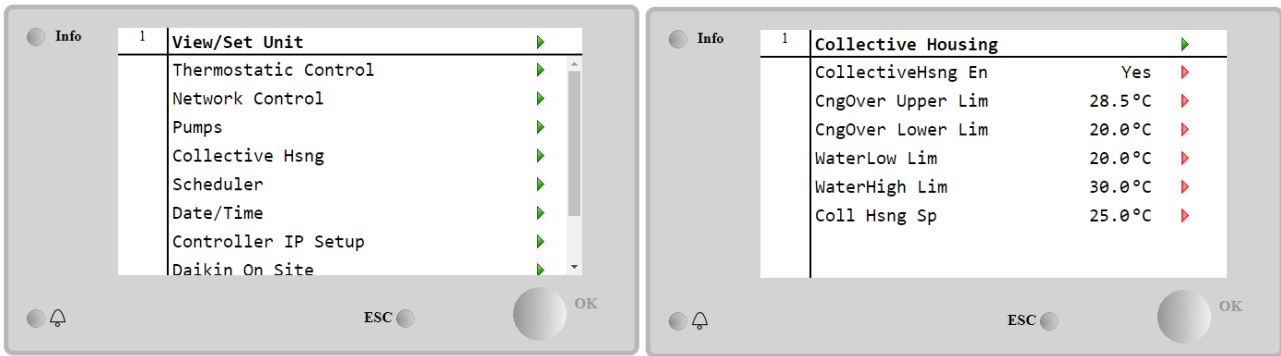 Info
1 View/Set Unit
Thermostatic Control
Network Control
Pumps
Collective Hsng
Scheduler
Date/Time
Controller IP Setup
Daikin On Site
ESC
OK
Info
1 Collective Housing
CollectiveHsng En Yes
CngOver Upper Lim 28.5°C
CngOver Lower Lim 20.0°C
WaterLow Lim 20.0°C
WaterHigh Lim 30.0°C
Coll Hsng Sp 25.0°C
ESC
OK